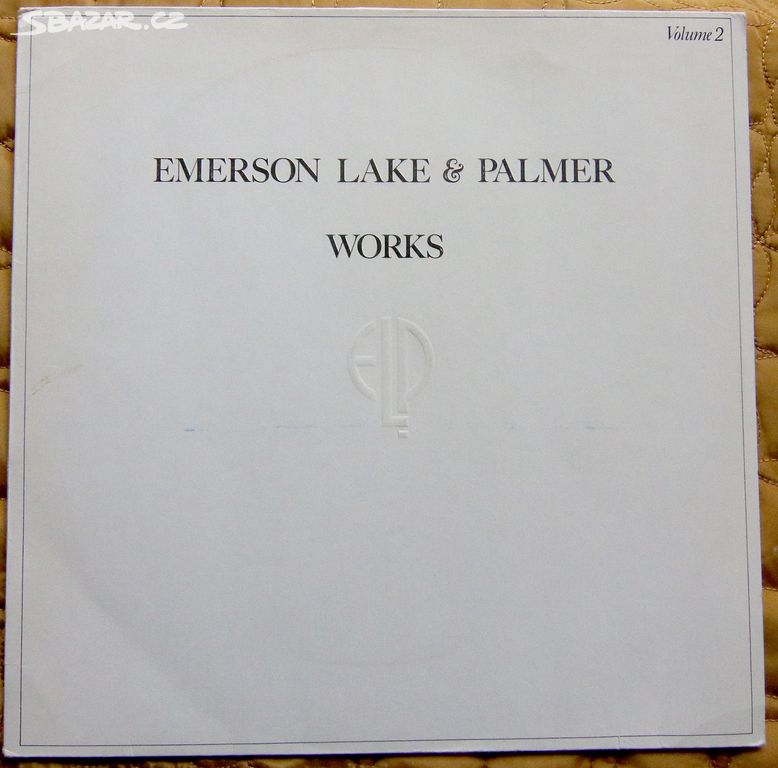 SBAZAR.CZ
Volume 2
EMERSON LAKE & PALMER
WORKS
ELP